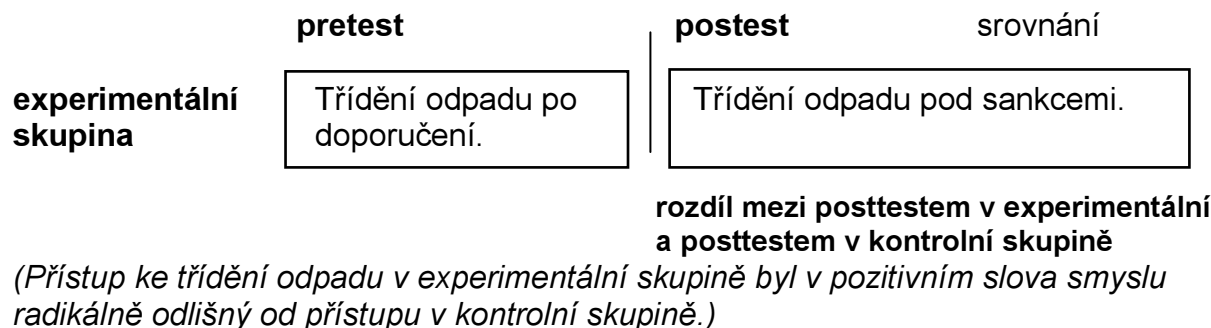 pretest postest srovnání
experimentální Třídění odpadu po Třídění odpadu pod sankcemi.
skupina doporučení.
rozdíl mezi posttestem v experimentální
a posttestem v kontrolní skupině
(Přístup ke třídění odpadu v experimentální skupině byl v pozitivním slova smyslu
radikálně odlišný od přístupu v kontrolní skupině.)